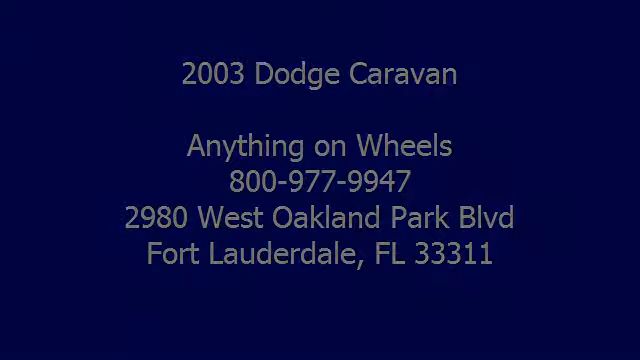 2003 Dodge Caravan
Anything on Wheels
800-977-9947
2980 West Oakland Park Blvd
Fort Lauderdale, FL 33311